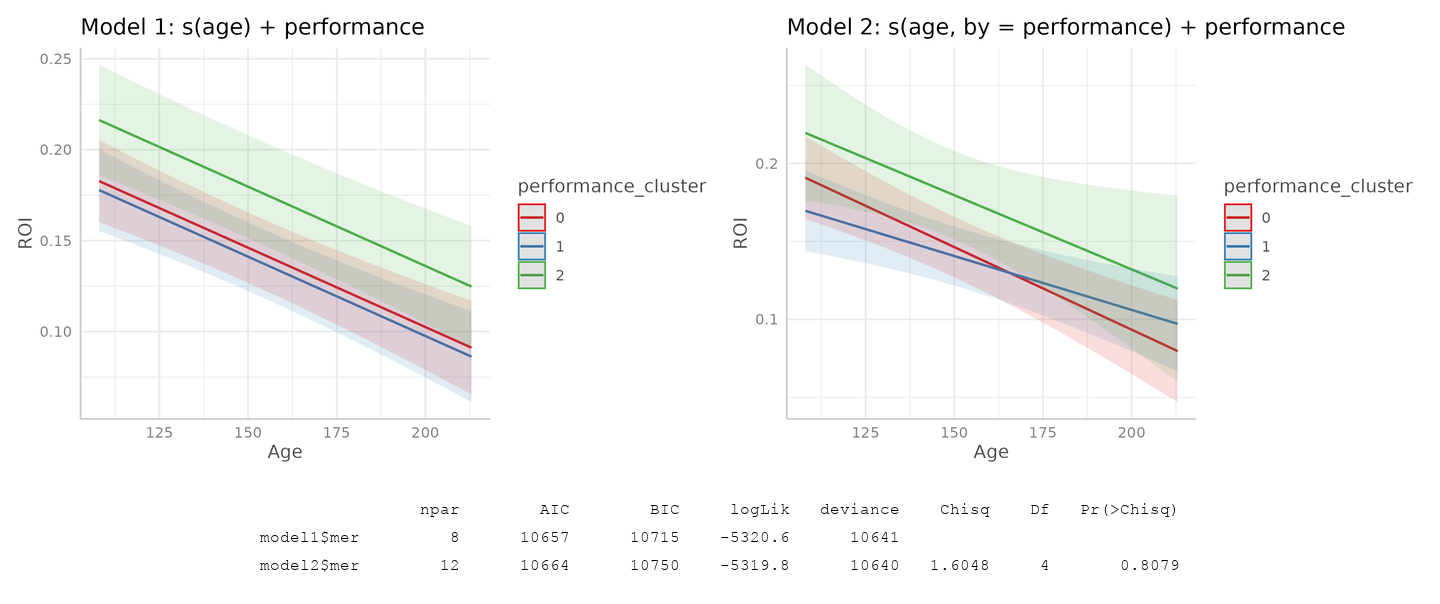 Model 1: s(age) + performance
0.25
0.20
0.15
0.10
ROI
125 150 175 200
Age
performance_cluster
0
1
2
Model 2: s(age, by = performance) + performance
0.2
0.1
ROI
125 150 175 200
Age
performance_cluster
0
1
2
npar AIC BIC logLik deviance Chisq Df Pr(>Chisq)
model1$mer 8 10657 10715 -5320.6 10641
model2$mer 12 10664 10750 -5319.8 10640 1.6048 4 0.8079